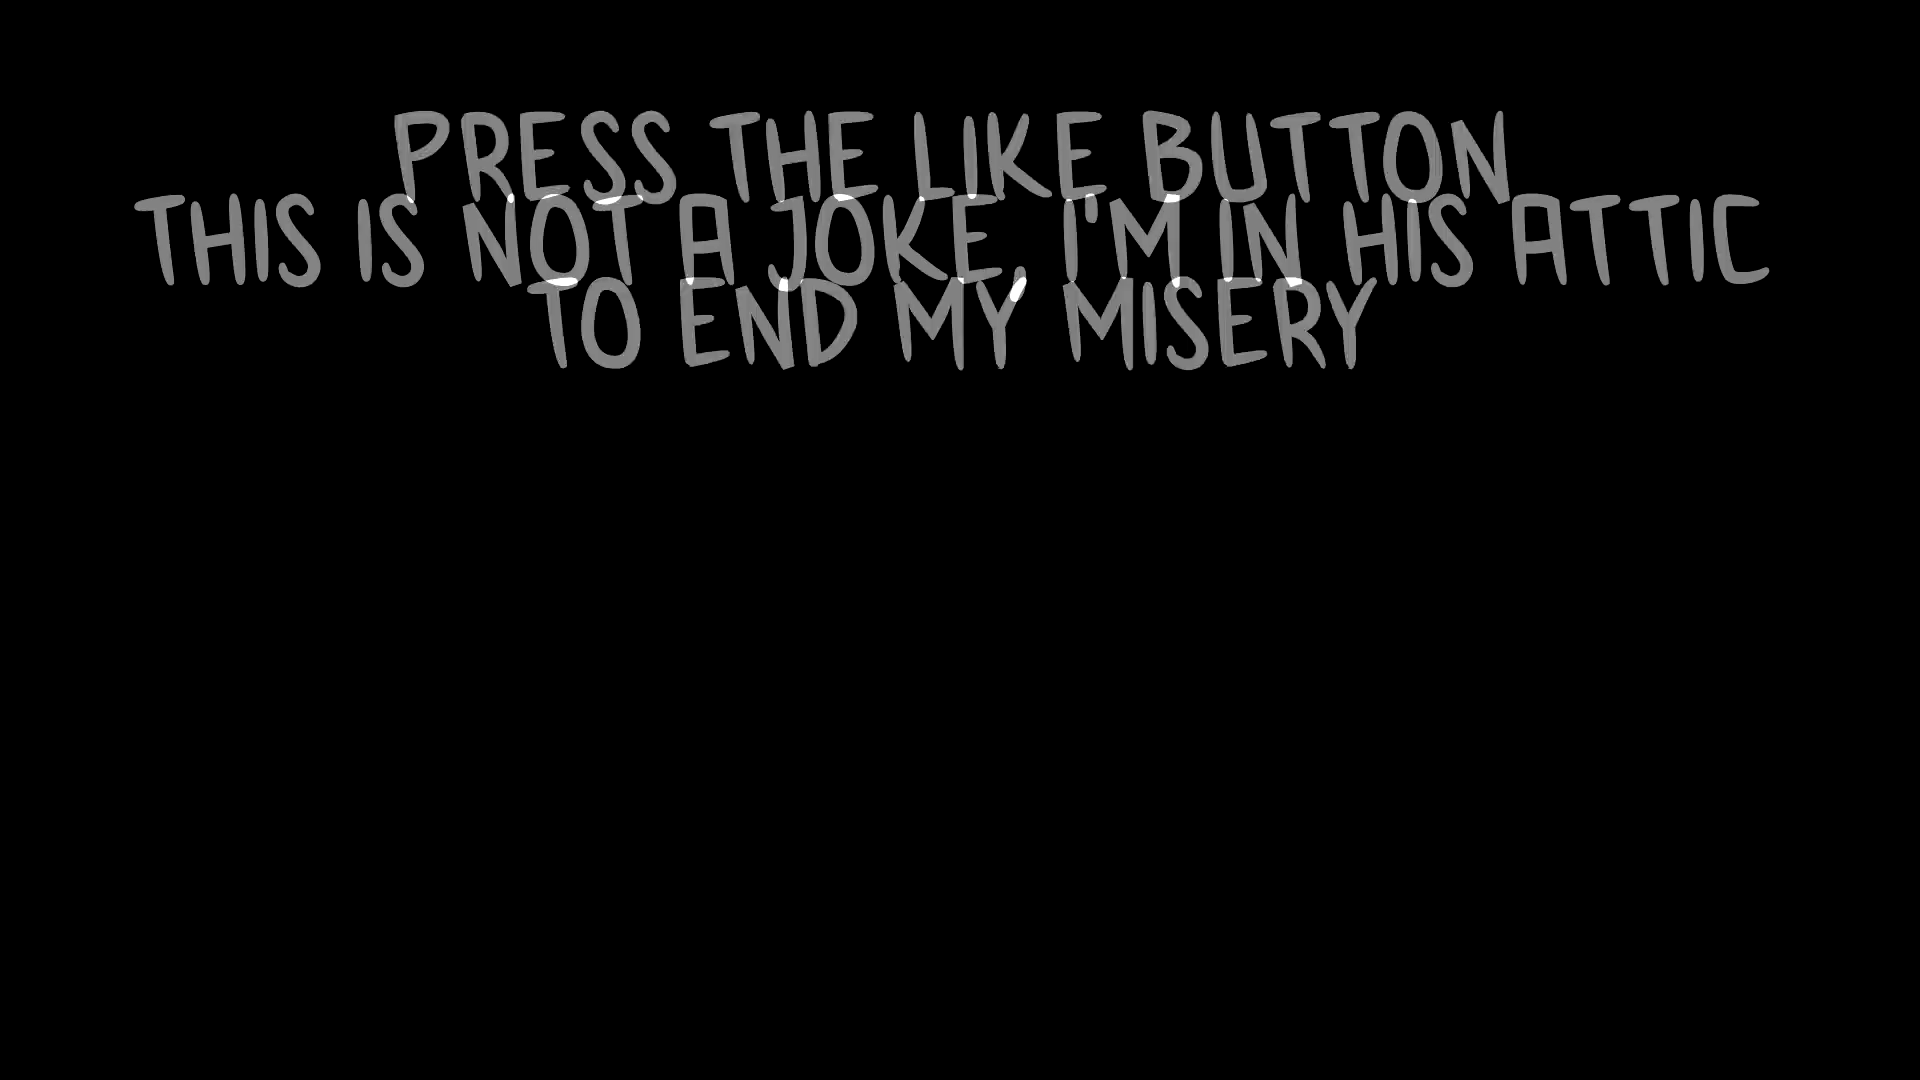 PRESS THE LIKE BUTTON
THIS IS NOT A JOKE, I'M IN HIS ATTIC
TO END MY MISERY